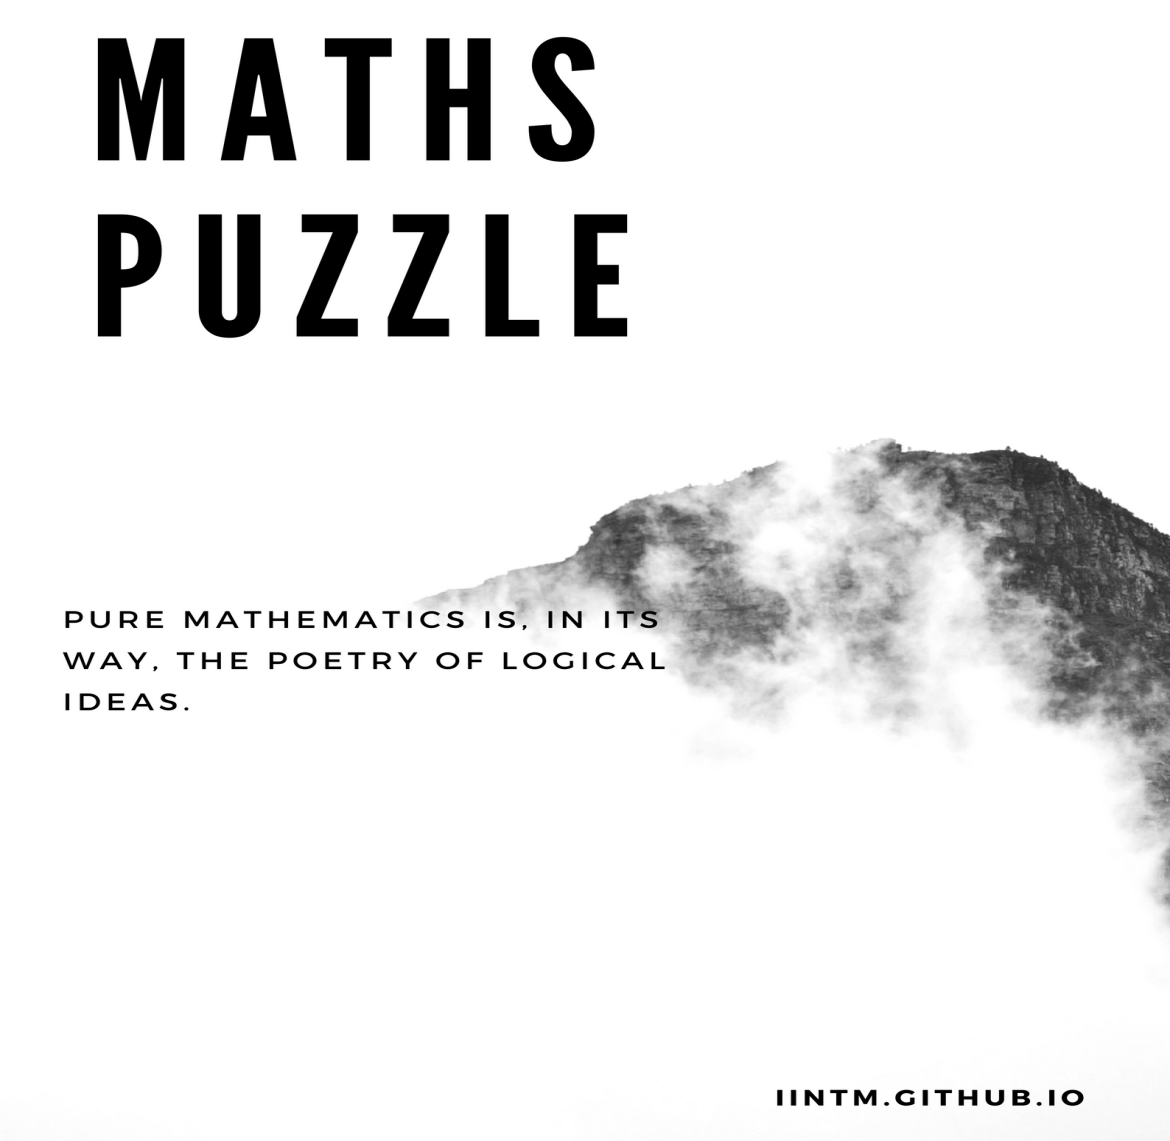 MATHS
PUZZLE
PURE MATHEMATICS IS, IN ITS
WAY, THE POETRY OF LOGICAL
IDEAS.
IINTM.GITHUB.IO